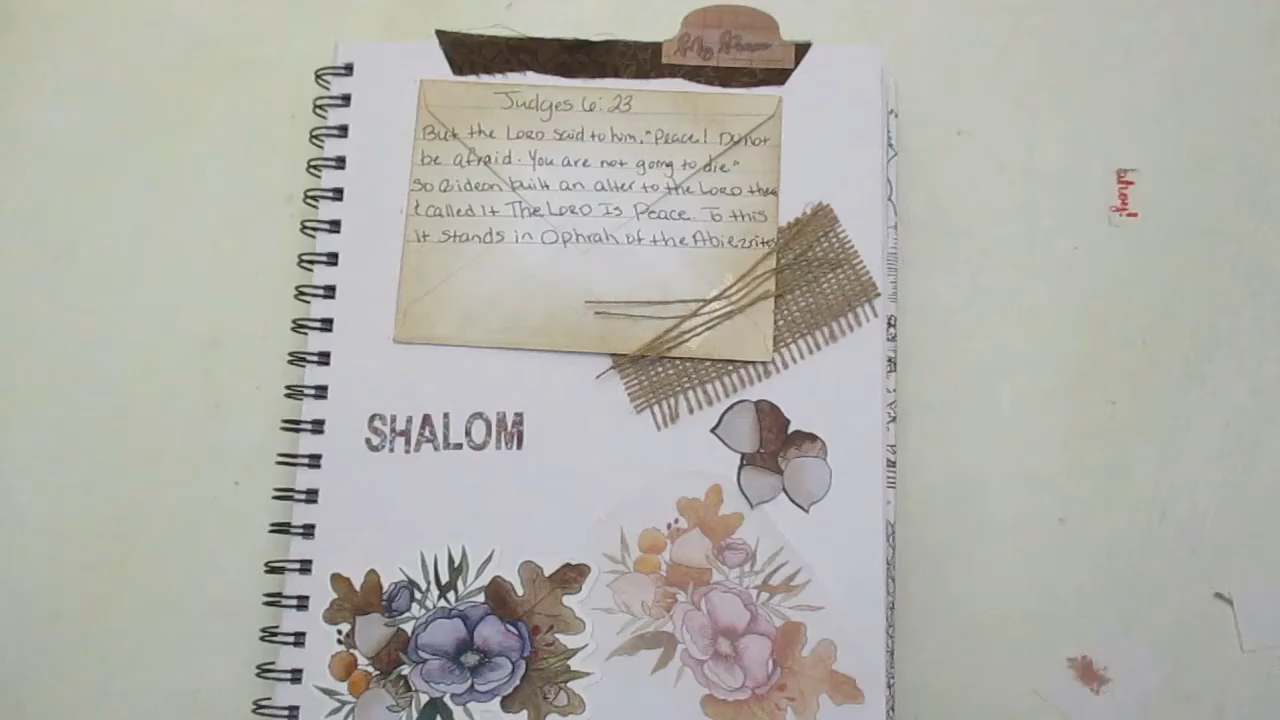 Judges 6:23
But the LORD said to him, "Peace! Do not
be afraid. You are not going to die"
So Gideon built an alter to the LORD there
& called it The LORD Is Peace. To this
it stands in Ophrah of the Abiezrites
SHALOM
ahoy!